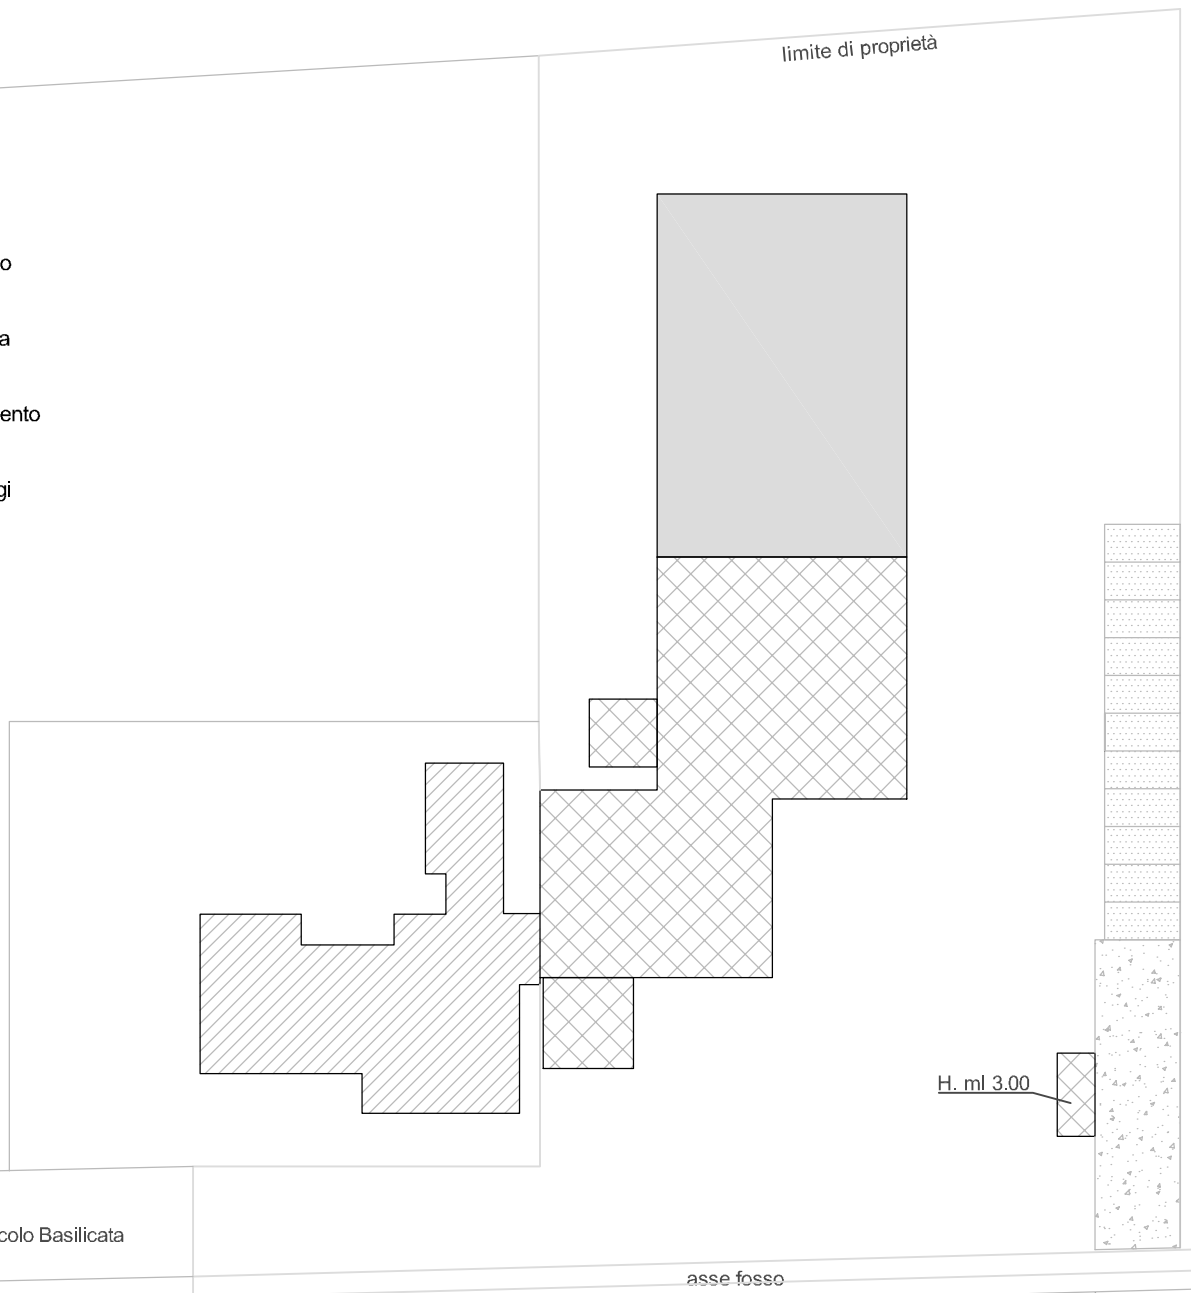 limite di proprietà
o
a
ento
gi
H. ml 3.00
colo Basilicata
asse fosso